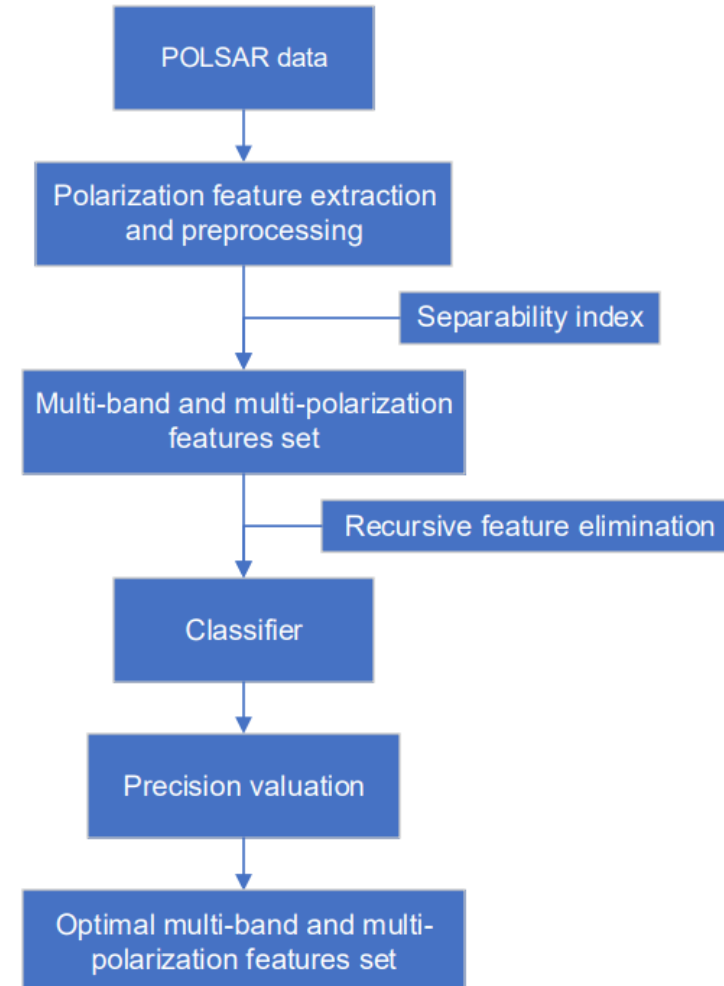 POLSAR data
Polarization feature extraction
and preprocessing
Separability index
Multi-band and multi-polarization
features set
Recursive feature elimination
Classifier
Precision valuation
Optimal multi-band and multi-
polarization features set